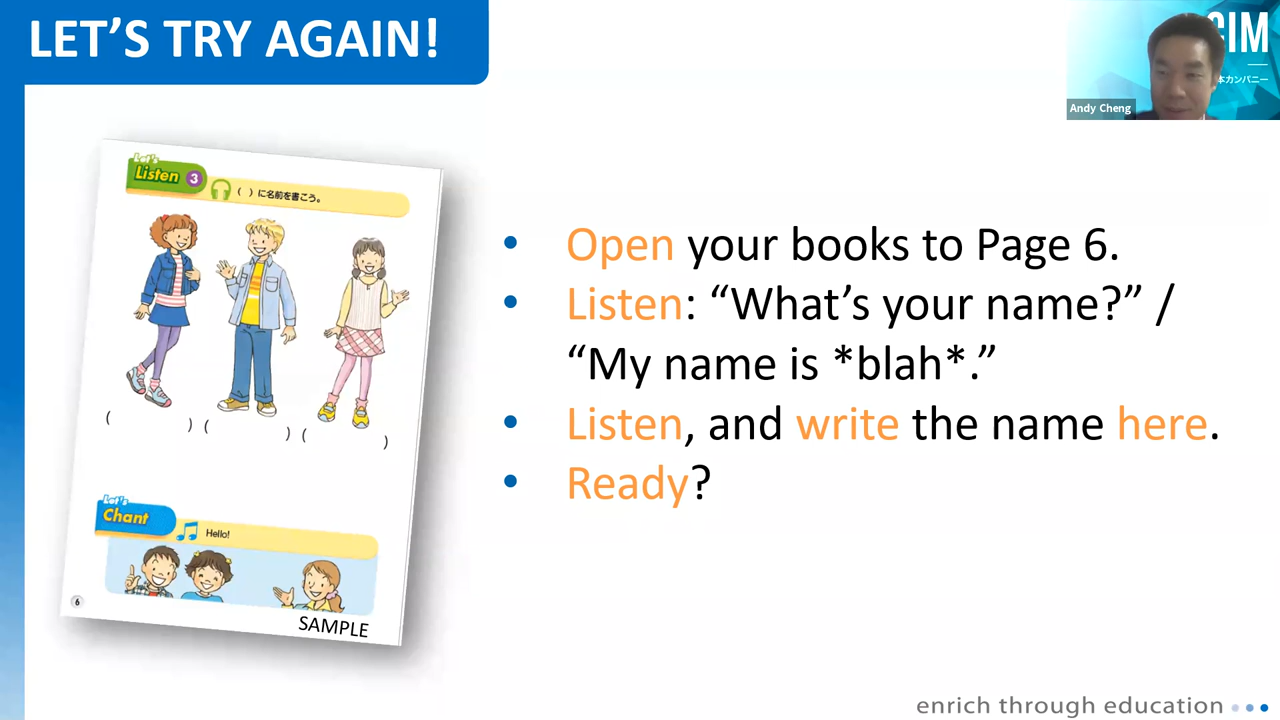 LET’S TRY AGAIN!
CIM
本カンパニー
Andy Cheng
Let's
Listen 3
( ) に名前を書こう。
( ) ( ) ( )
Let's
Chant
Hello!
6
SAMPLE
• Open your books to Page 6.
• Listen: “What’s your name?” /
“My name is *blah*.”
• Listen, and write the name here.
• Ready?
enrich through education